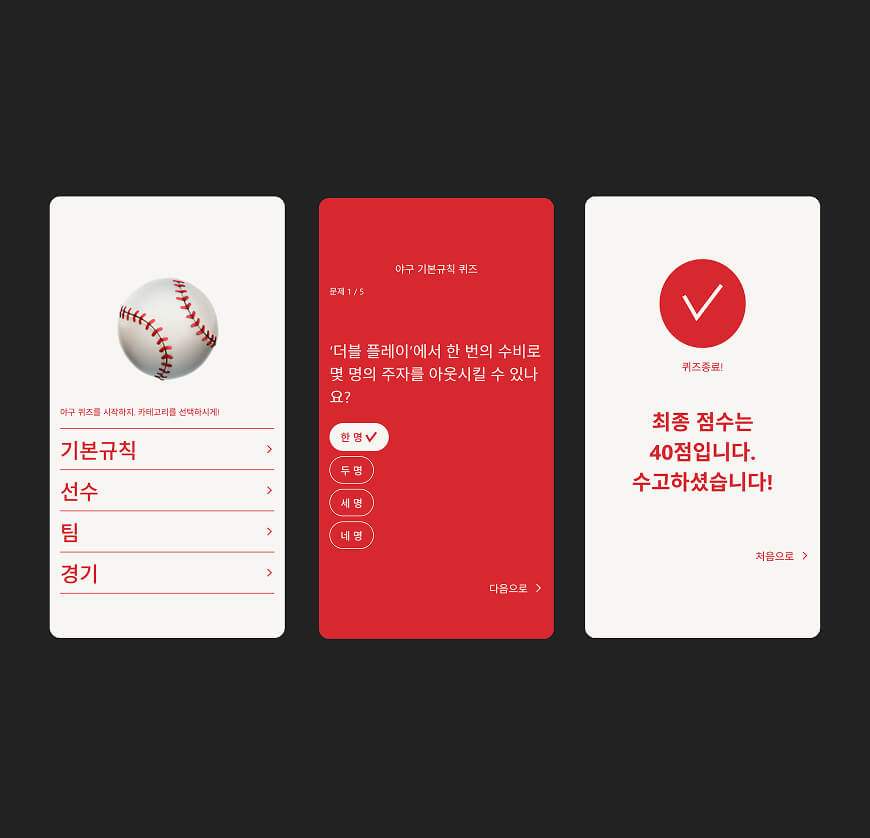 야구 퀴즈를 시작하지. 카테고리를 선택하시게!
기본규칙
선수
팀
경기
야구 기본규칙 퀴즈
문제 1 / 5
‘더블 플레이’에서 한 번의 수비로
몇 명의 주자를 아웃시킬 수 있나
요?
한 명
두 명
세 명
네 명
다음으로
퀴즈종료!
최종 점수는
40점입니다.
수고하셨습니다!
처음으로